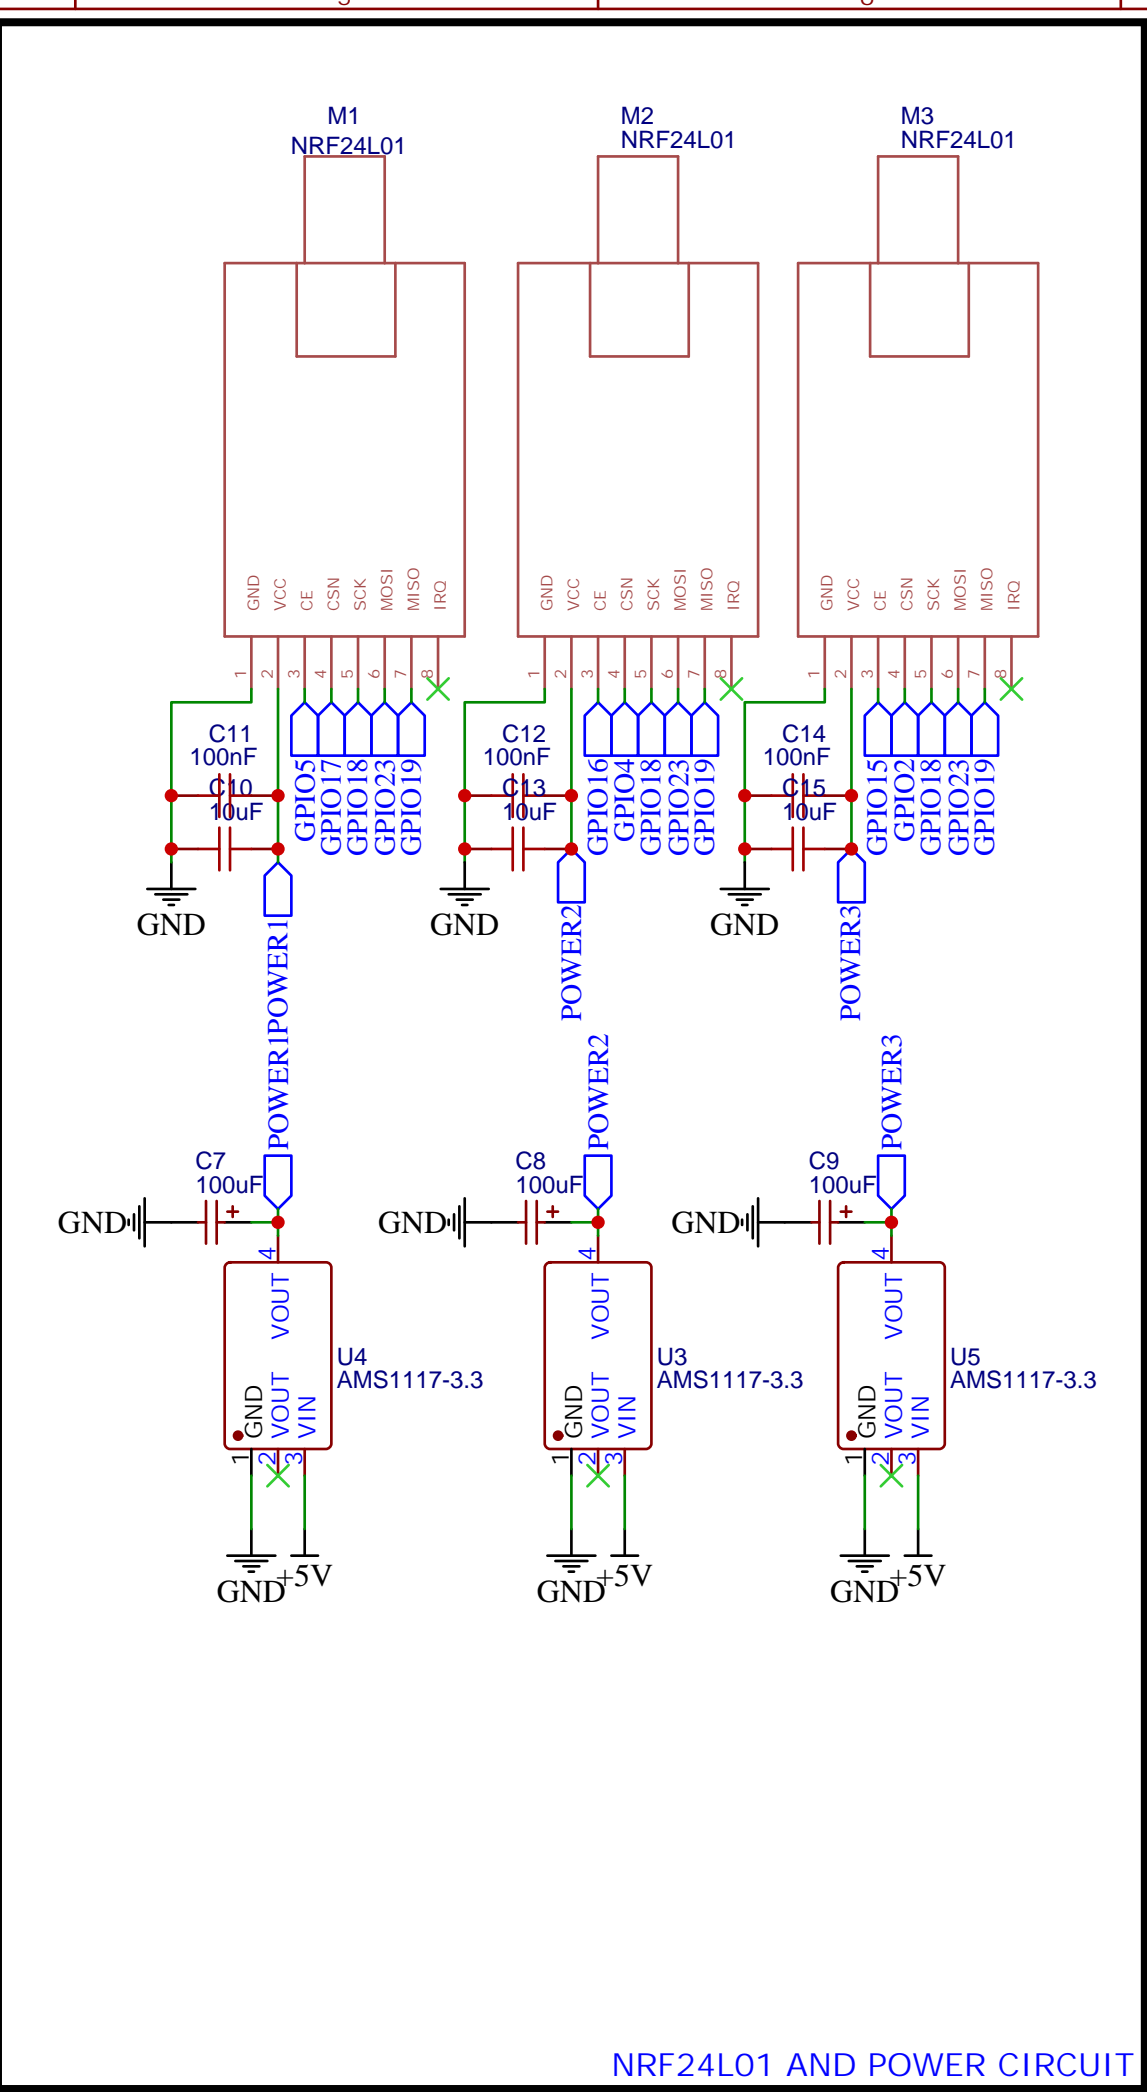 M1
NRF24L01
M2
NRF24L01
M3
NRF24L01
GND VCC CE CSN SCK MOSI MISO IRQ
GND VCC CE CSN SCK MOSI MISO IRQ
GND VCC CE CSN SCK MOSI MISO IRQ
1 2 3 4 5 6 7 8
1 2 3 4 5 6 7 8
1 2 3 4 5 6 7 8
C11
100nF
C10
10uF
GPIO5
GPIO17
GPIO18
GPIO23
GPIO19
C12
100nF
C13
10uF
GPIO16
GPIO4
GPIO18
GPIO23
GPIO19
C14
100nF
C15
10uF
GPIO15
GPIO2
GPIO18
GPIO23
GPIO19
GND
GND
GND
POWER1
POWER2
POWER3
POWER1
POWER2
POWER3
C7
100uF
+
GND
C8
100uF
+
GND
C9
100uF
+
GND
4
VOUT
GND VOUT VIN
1 2 3
U4
AMS1117-3.3
4
VOUT
GND VOUT VIN
1 2 3
U3
AMS1117-3.3
4
VOUT
GND VOUT VIN
1 2 3
U5
AMS1117-3.3
GND +5V
GND +5V
GND +5V
NRF24L01 AND POWER CIRCUIT